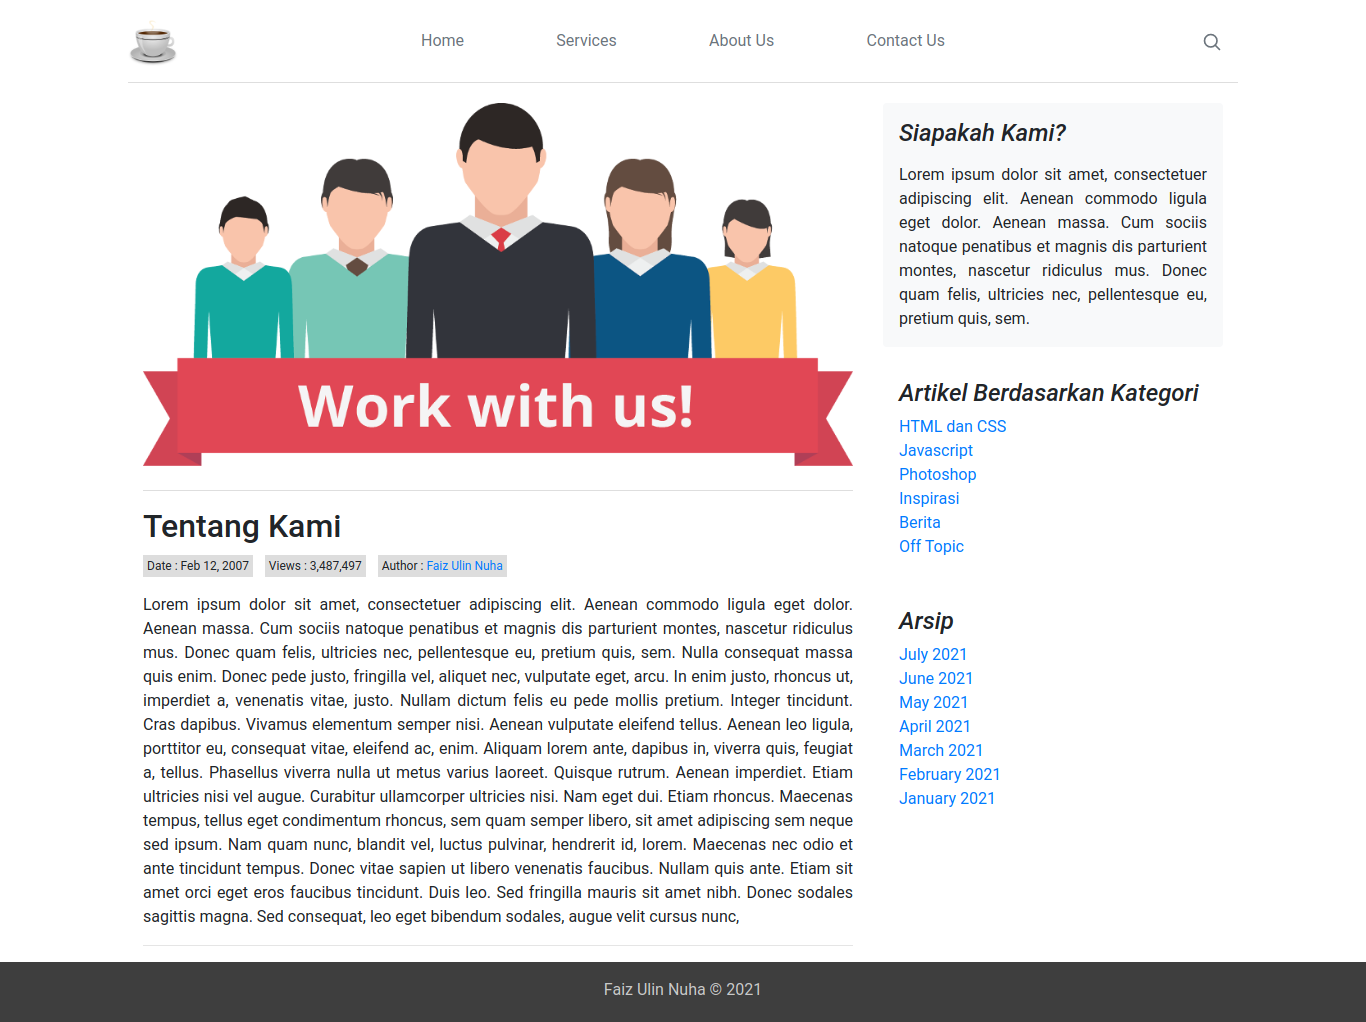 Home
Services
About Us
Contact Us
Work with us!
Tentang Kami
Date : Feb 12, 2007
Views : 3,487,497
Author : Faiz Ulin Nuha
Lorem ipsum dolor sit amet, consectetuer adipiscing elit. Aenean commodo ligula eget dolor.
Aenean massa. Cum sociis natoque penatibus et magnis dis parturient montes, nascetur ridiculus
mus. Donec quam felis, ultricies nec, pellentesque eu, pretium quis, sem. Nulla consequat massa
quis enim. Donec pede justo, fringilla vel, aliquet nec, vulputate eget, arcu. In enim justo, rhoncus ut,
imperdiet a, venenatis vitae, justo. Nullam dictum felis eu pede mollis pretium. Integer tincidunt.
Cras dapibus. Vivamus elementum semper nisi. Aenean vulputate eleifend tellus. Aenean leo ligula,
porttitor eu, consequat vitae, eleifend ac, enim. Aliquam lorem ante, dapibus in, viverra quis, feugiat
a, tellus. Phasellus viverra nulla ut metus varius laoreet. Quisque rutrum. Aenean imperdiet. Etiam
ultricies nisi vel augue. Curabitur ullamcorper ultricies nisi. Nam eget dui. Etiam rhoncus. Maecenas
tempus, tellus eget condimentum rhoncus, sem quam semper libero, sit amet adipiscing sem neque
sed ipsum. Nam quam nunc, blandit vel, luctus pulvinar, hendrerit id, lorem. Maecenas nec odio et
ante tincidunt tempus. Donec vitae sapien ut libero venenatis faucibus. Nullam quis ante. Etiam sit
amet orci eget eros faucibus tincidunt. Duis leo. Sed fringilla mauris sit amet nibh. Donec sodales
sagittis magna. Sed consequat, leo eget bibendum sodales, augue velit cursus nunc,
Siapakah Kami?
Lorem ipsum dolor sit amet, consectetuer
adipiscing elit. Aenean commodo ligula
eget dolor. Aenean massa. Cum sociis
natoque penatibus et magnis dis parturient
montes, nascetur ridiculus mus. Donec
quam felis, ultricies nec, pellentesque eu,
pretium quis, sem.
Artikel Berdasarkan Kategori
HTML dan CSS
Javascript
Photoshop
Inspirasi
Berita
Off Topic
Arsip
July 2021
June 2021
May 2021
April 2021
March 2021
February 2021
January 2021
Faiz Ulin Nuha © 2021